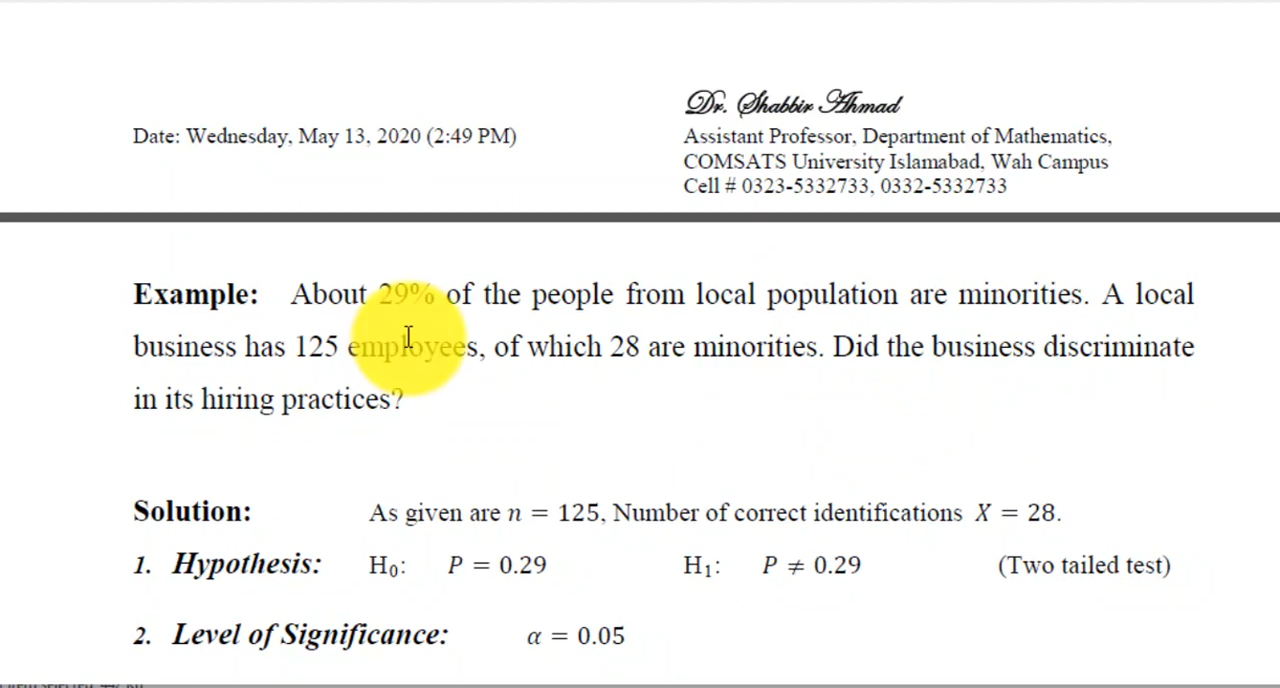 Dr. Shabbir Ahmad
Date: Wednesday, May 13, 2020 (2:49 PM)
Assistant Professor, Department of Mathematics,
COMSATS University Islamabad, Wah Campus
Cell # 0323-5332733, 0332-5332733
Example: About 29% of the people from local population are minorities. A local
business has 125 employees, of which 28 are minorities. Did the business discriminate
in its hiring practices?
Solution: As given are n = 125, Number of correct identifications X = 28.
1. Hypothesis: H₀: P = 0.29 H₁: P ≠ 0.29 (Two tailed test)
2. Level of Significance: α = 0.05